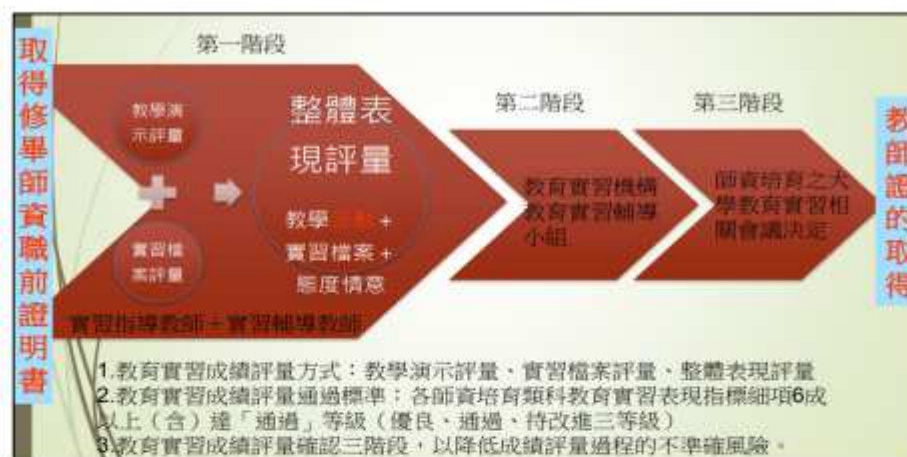 取得修畢師資職前證明書
第一階段
教學演
示評量
實習檔
案評量
整體表
現評量
教學演示+
實習檔案+
態度情意
實習指導教師+實習輔導教師
第二階段
教育實習機構
教育實習輔導
小組
第三階段
師資培育之大
學教育實習相
關會議決定
教師證的取得
1.教育實習成績評量方式:教學演示評量、實習檔案評量、整體表現評量
2.教育實習成績評量通過標準:各師資培育類科教育實習表現指標細項6成
以上(含)達「通過」等級(優良、通過、待改進三等級)
3.教育實習成績評量確認三階段,以降低成績評量過程的不準確風險。